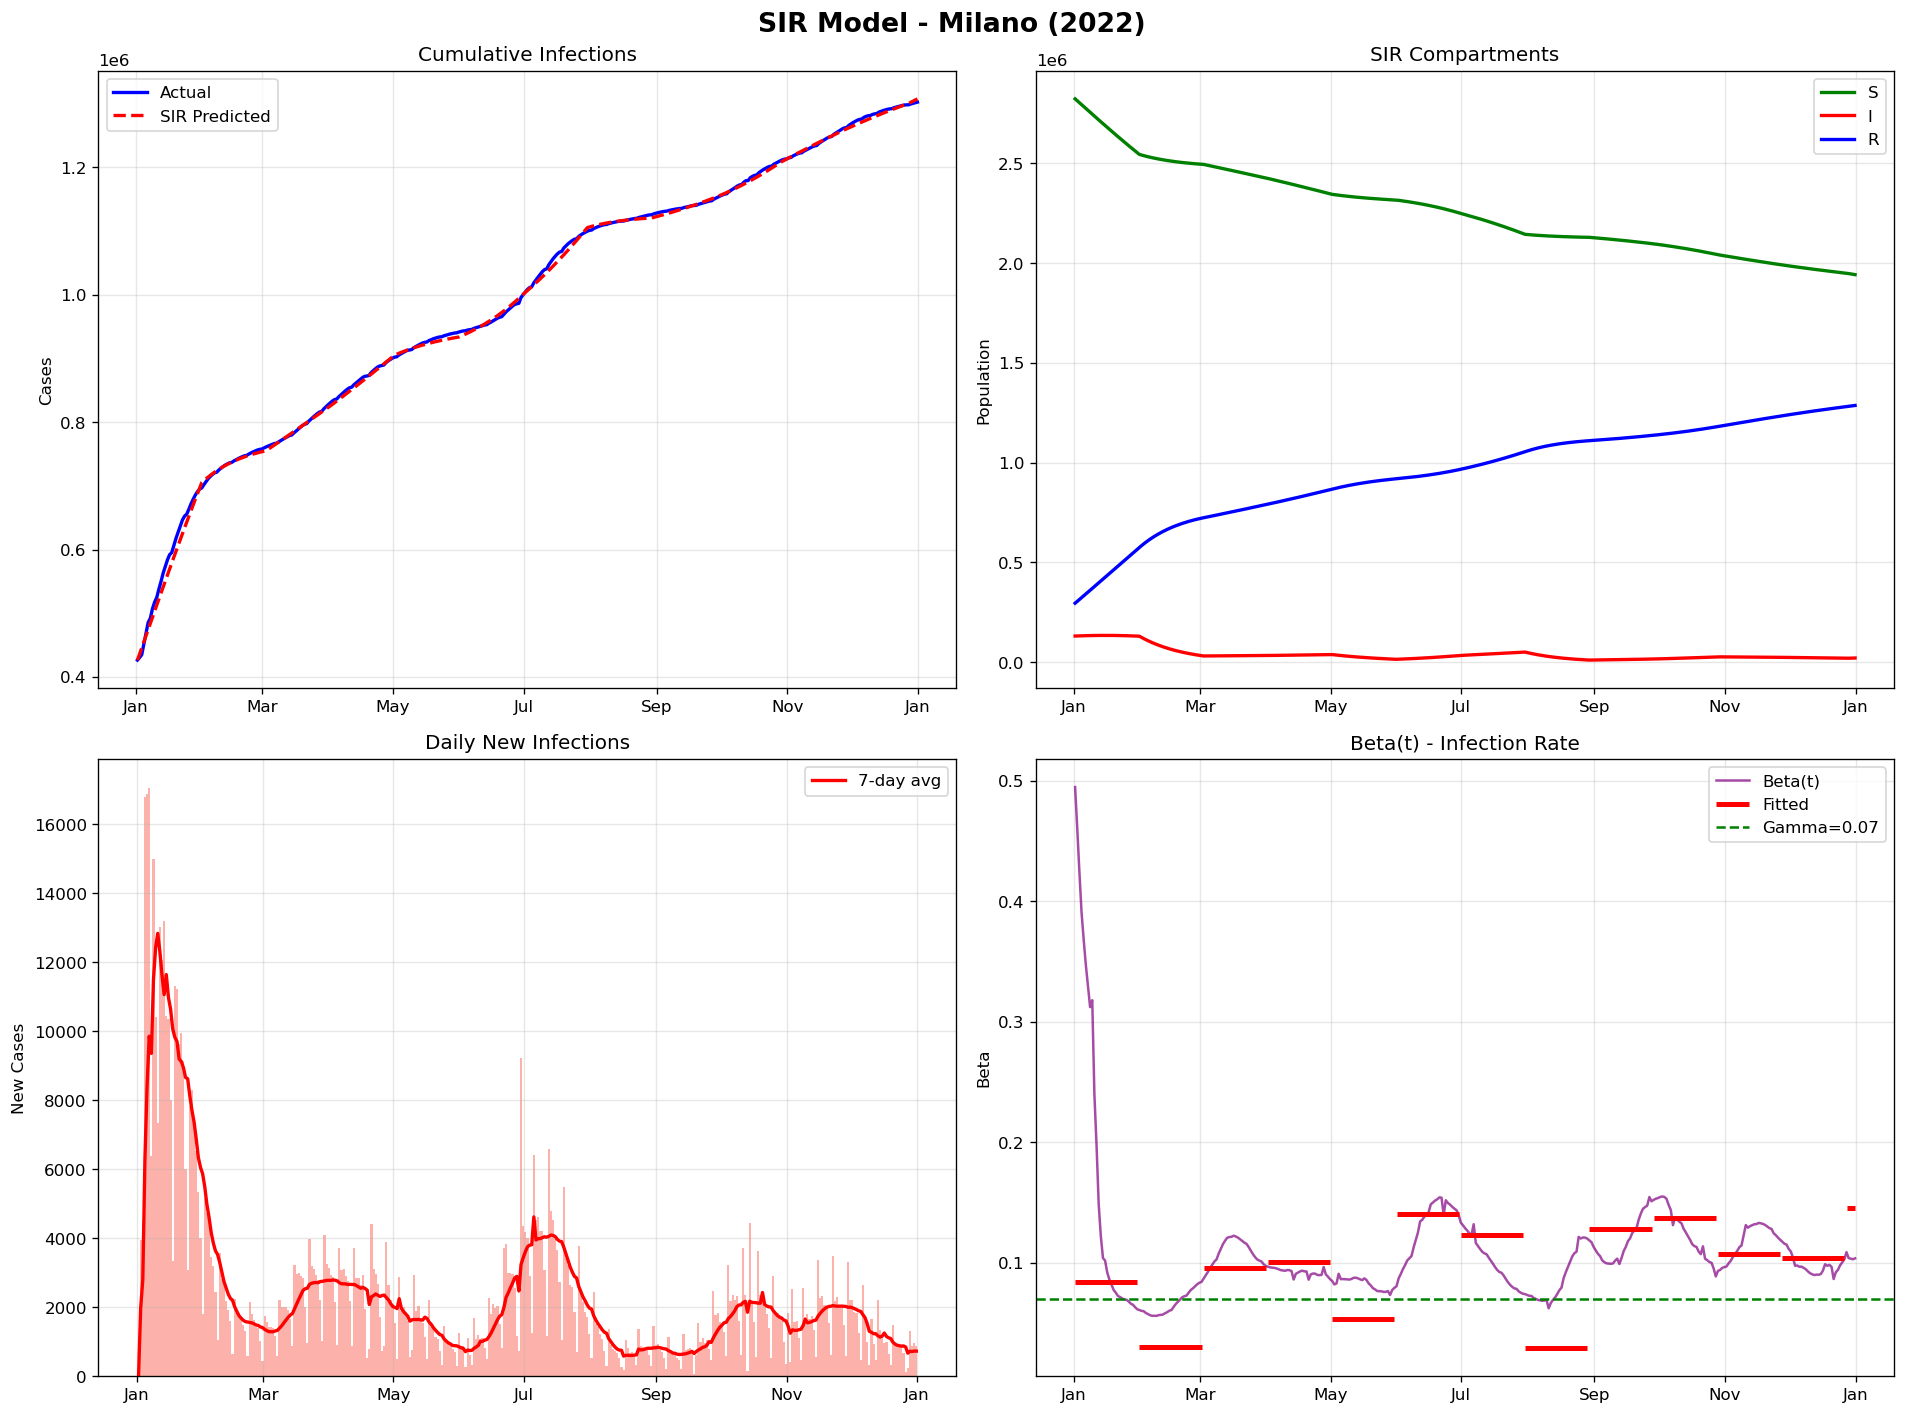 SIR Model - Milano (2022)
Cumulative Infections
1e6
Actual
SIR Predicted
Cases
1.2
1.0
0.8
0.6
0.4
Jan Mar May Jul Sep Nov Jan
SIR Compartments
1e6
S
I
R
Population
2.5
2.0
1.5
1.0
0.5
0.0
Jan Mar May Jul Sep Nov Jan
Daily New Infections
7-day avg
New Cases
16000
14000
12000
10000
8000
6000
4000
2000
0
Jan Mar May Jul Sep Nov Jan
Beta(t) - Infection Rate
Beta(t)
Fitted
Gamma=0.07
Beta
0.5
0.4
0.3
0.2
0.1
Jan Mar May Jul Sep Nov Jan